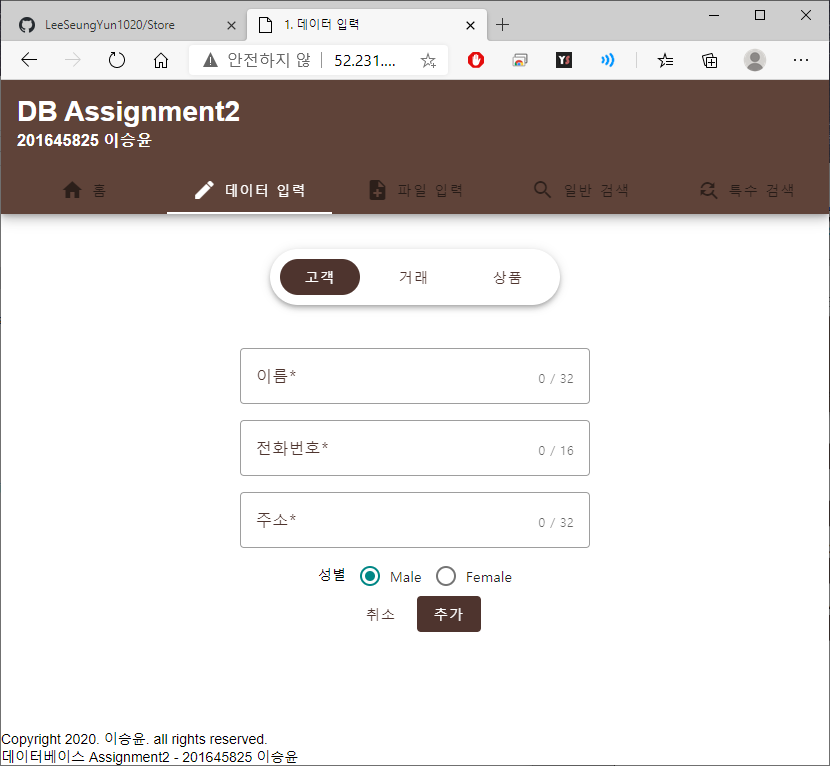 LeeSeungYun1020/Store
1. 데이터 입력
안전하지 않 52.231....
DB Assignment2
201645825 이승윤
홈 데이터 입력 파일 입력 일반 검색 특수 검색
고객 거래 상품
이름* 0 / 32
전화번호* 0 / 16
주소* 0 / 32
성별 Male Female
취소 추가
Copyright 2020. 이승윤. all rights reserved.
데이터베이스 Assignment2 - 201645825 이승윤